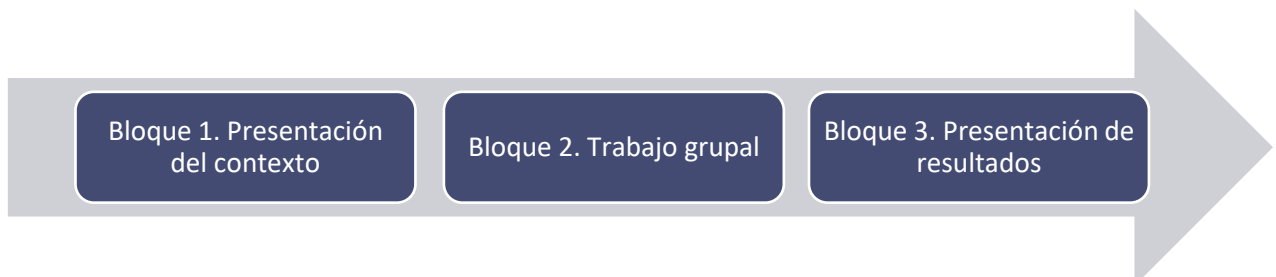 Bloque 1. Presentación
del contexto
Bloque 2. Trabajo grupal
Bloque 3. Presentación de
resultados